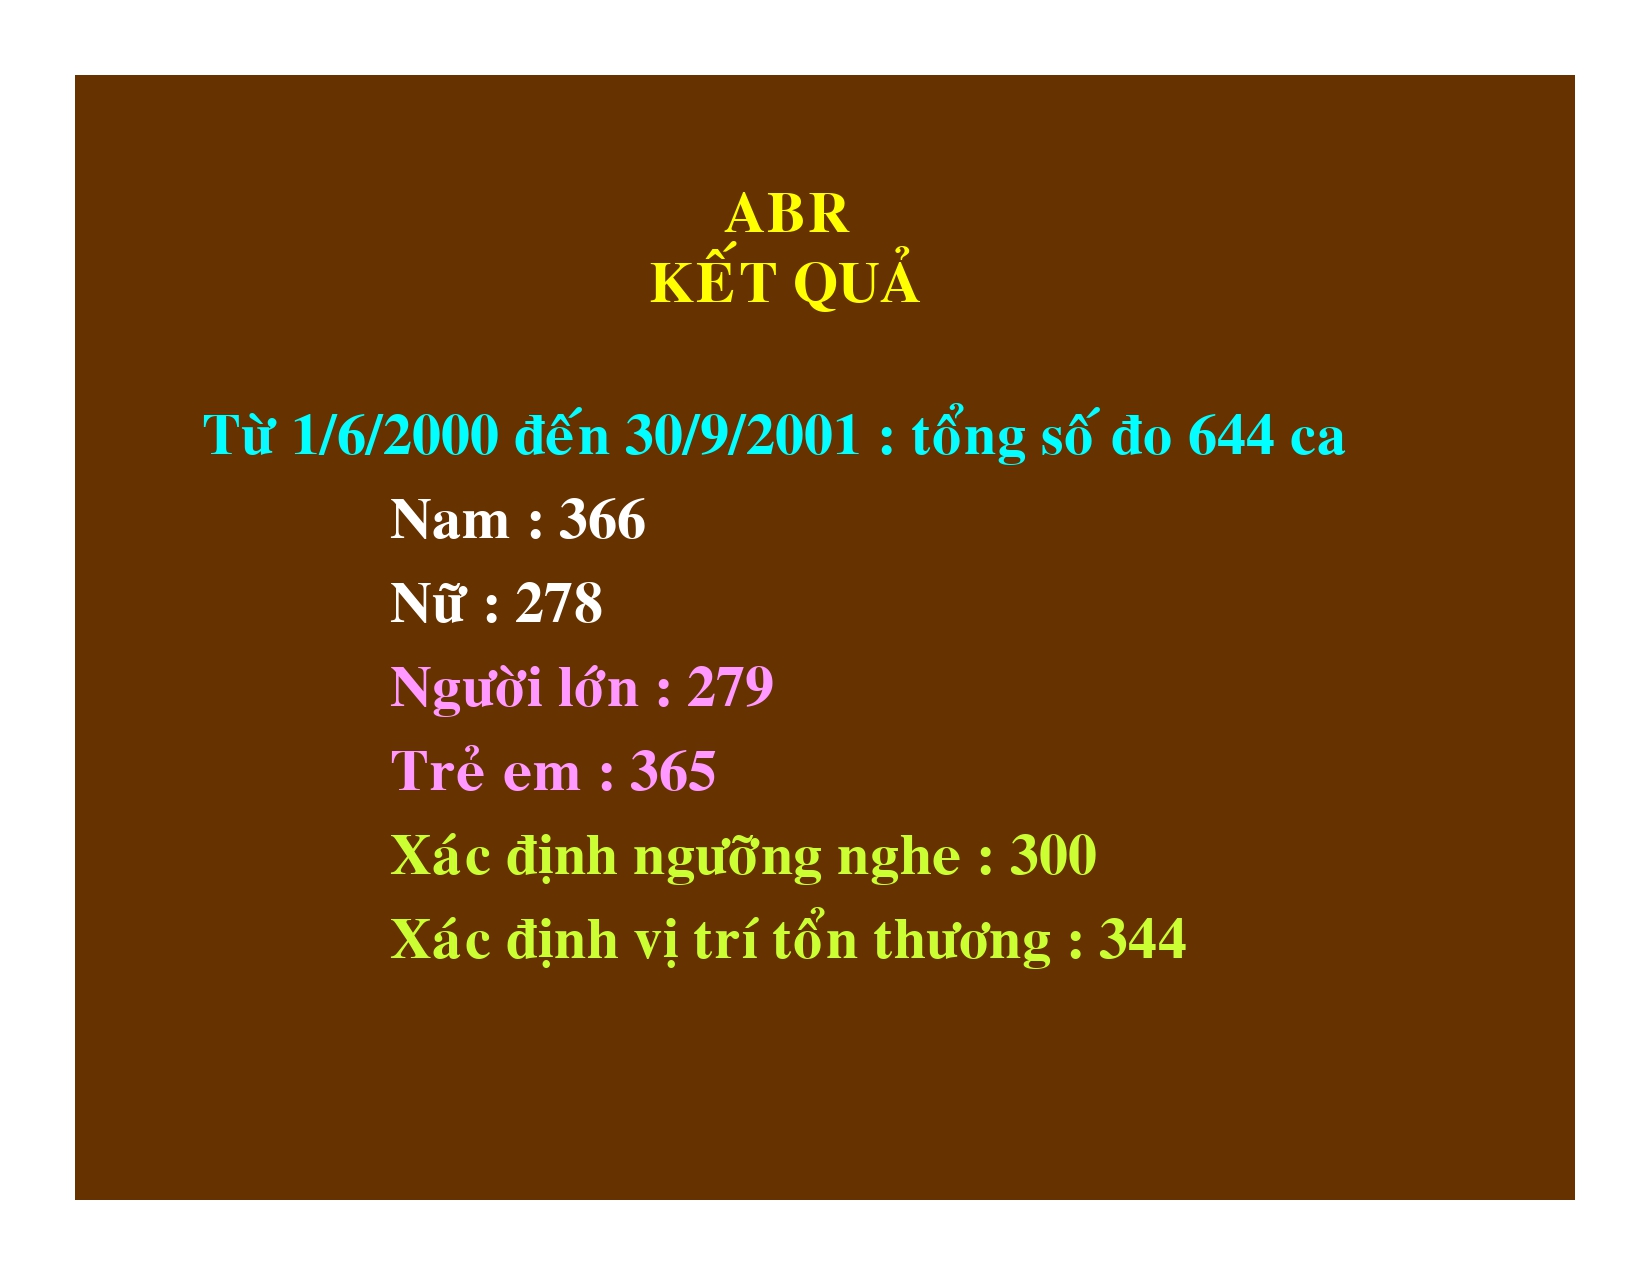 ABR
KẾT QUẢ
Từ 1/6/2000 đến 30/9/2001 : tổng số đo 644 ca
Nam : 366
Nữ : 278
Người lớn : 279
Trẻ em : 365
Xác định ngưỡng nghe : 300
Xác định vị trí tổn thương : 344